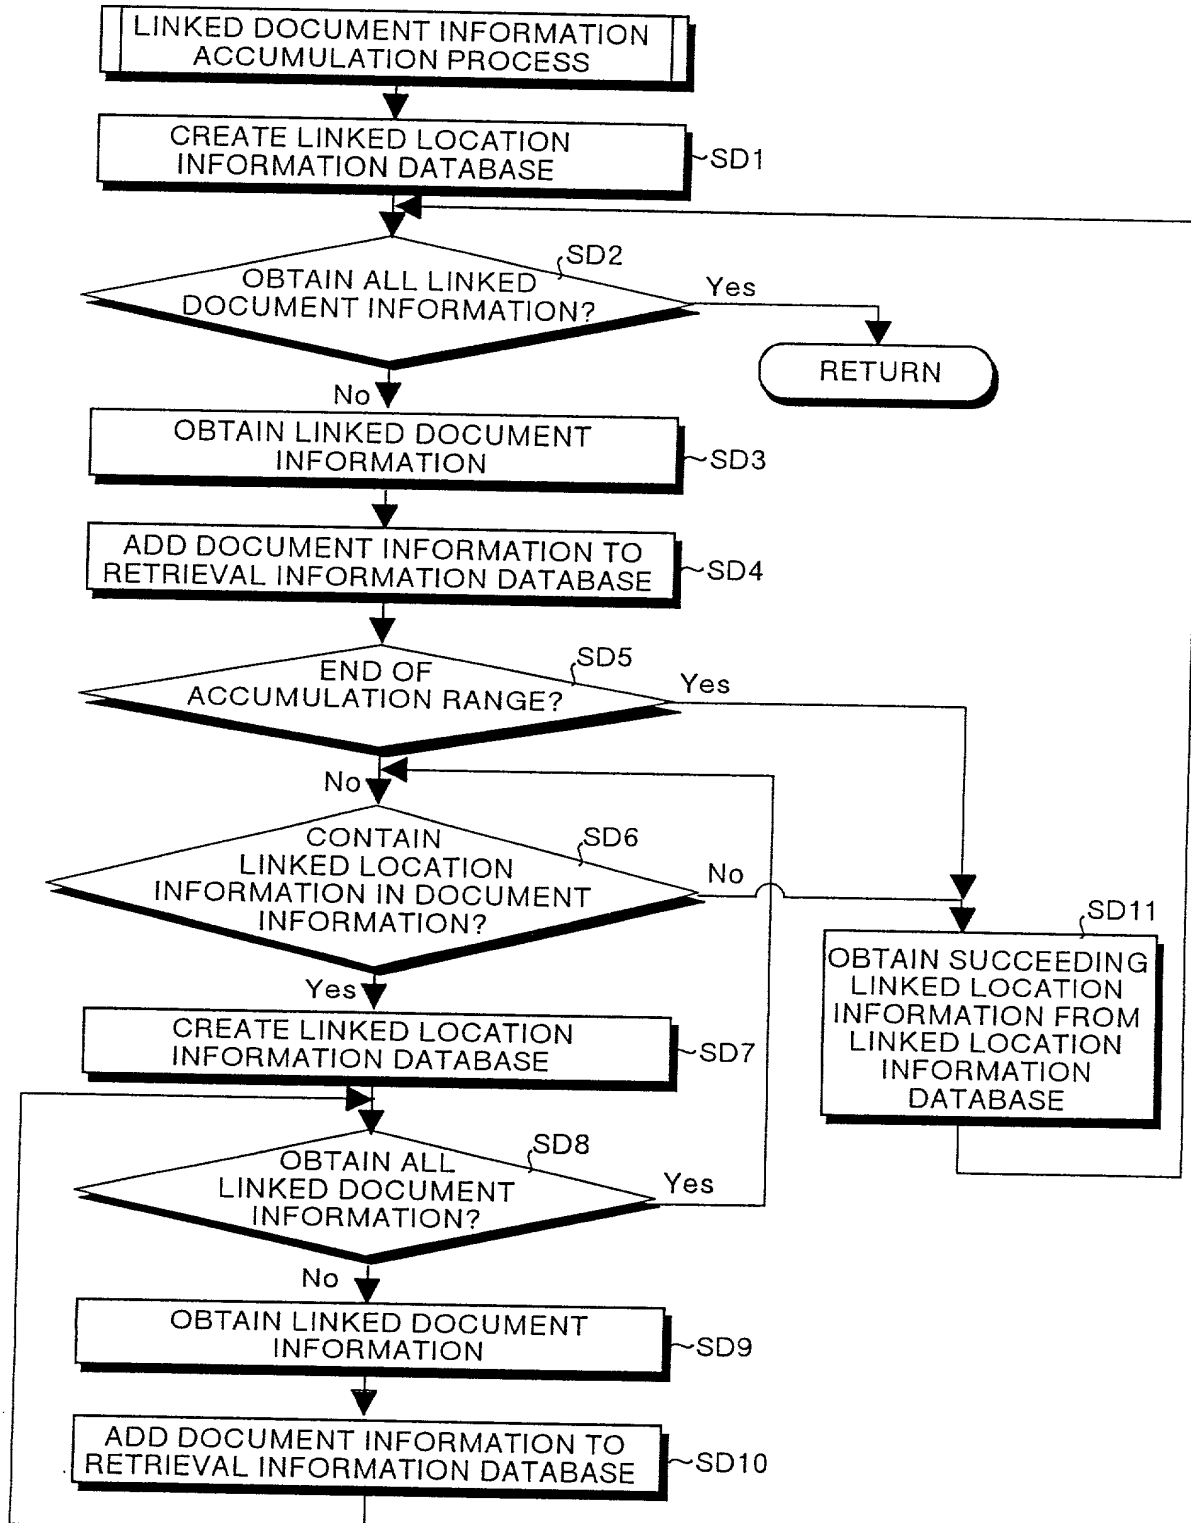 LINKED DOCUMENT INFORMATION
ACCUMULATION PROCESS
CREATE LINKED LOCATION
INFORMATION DATABASE
SD1
SD2
OBTAIN ALL LINKED
DOCUMENT INFORMATION?
Yes
RETURN
No
OBTAIN LINKED DOCUMENT
INFORMATION
SD3
ADD DOCUMENT INFORMATION TO
RETRIEVAL INFORMATION DATABASE
SD4
SD5
END OF
ACCUMULATION RANGE?
Yes
No
SD6
CONTAIN
LINKED LOCATION
INFORMATION IN DOCUMENT
INFORMATION?
No
Yes
SD11
OBTAIN SUCCEEDING
LINKED LOCATION
INFORMATION FROM
LINKED LOCATION
INFORMATION
DATABASE
CREATE LINKED LOCATION
INFORMATION DATABASE
SD7
SD8
OBTAIN ALL
LINKED DOCUMENT
INFORMATION?
Yes
No
OBTAIN LINKED DOCUMENT
INFORMATION
SD9
ADD DOCUMENT INFORMATION TO
RETRIEVAL INFORMATION DATABASE
SD10